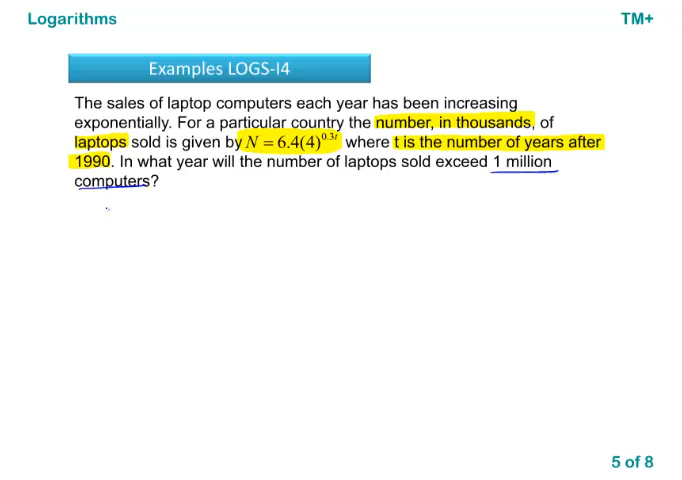 Logarithms
TM+
Examples LOGS-I4
The sales of laptop computers each year has been increasing
exponentially. For a particular country the number, in thousands, of
laptops sold is given by N = 6.4(4)^{0.3t} where t is the number of years after
1990. In what year will the number of laptops sold exceed 1 million
computers?
5 of 8